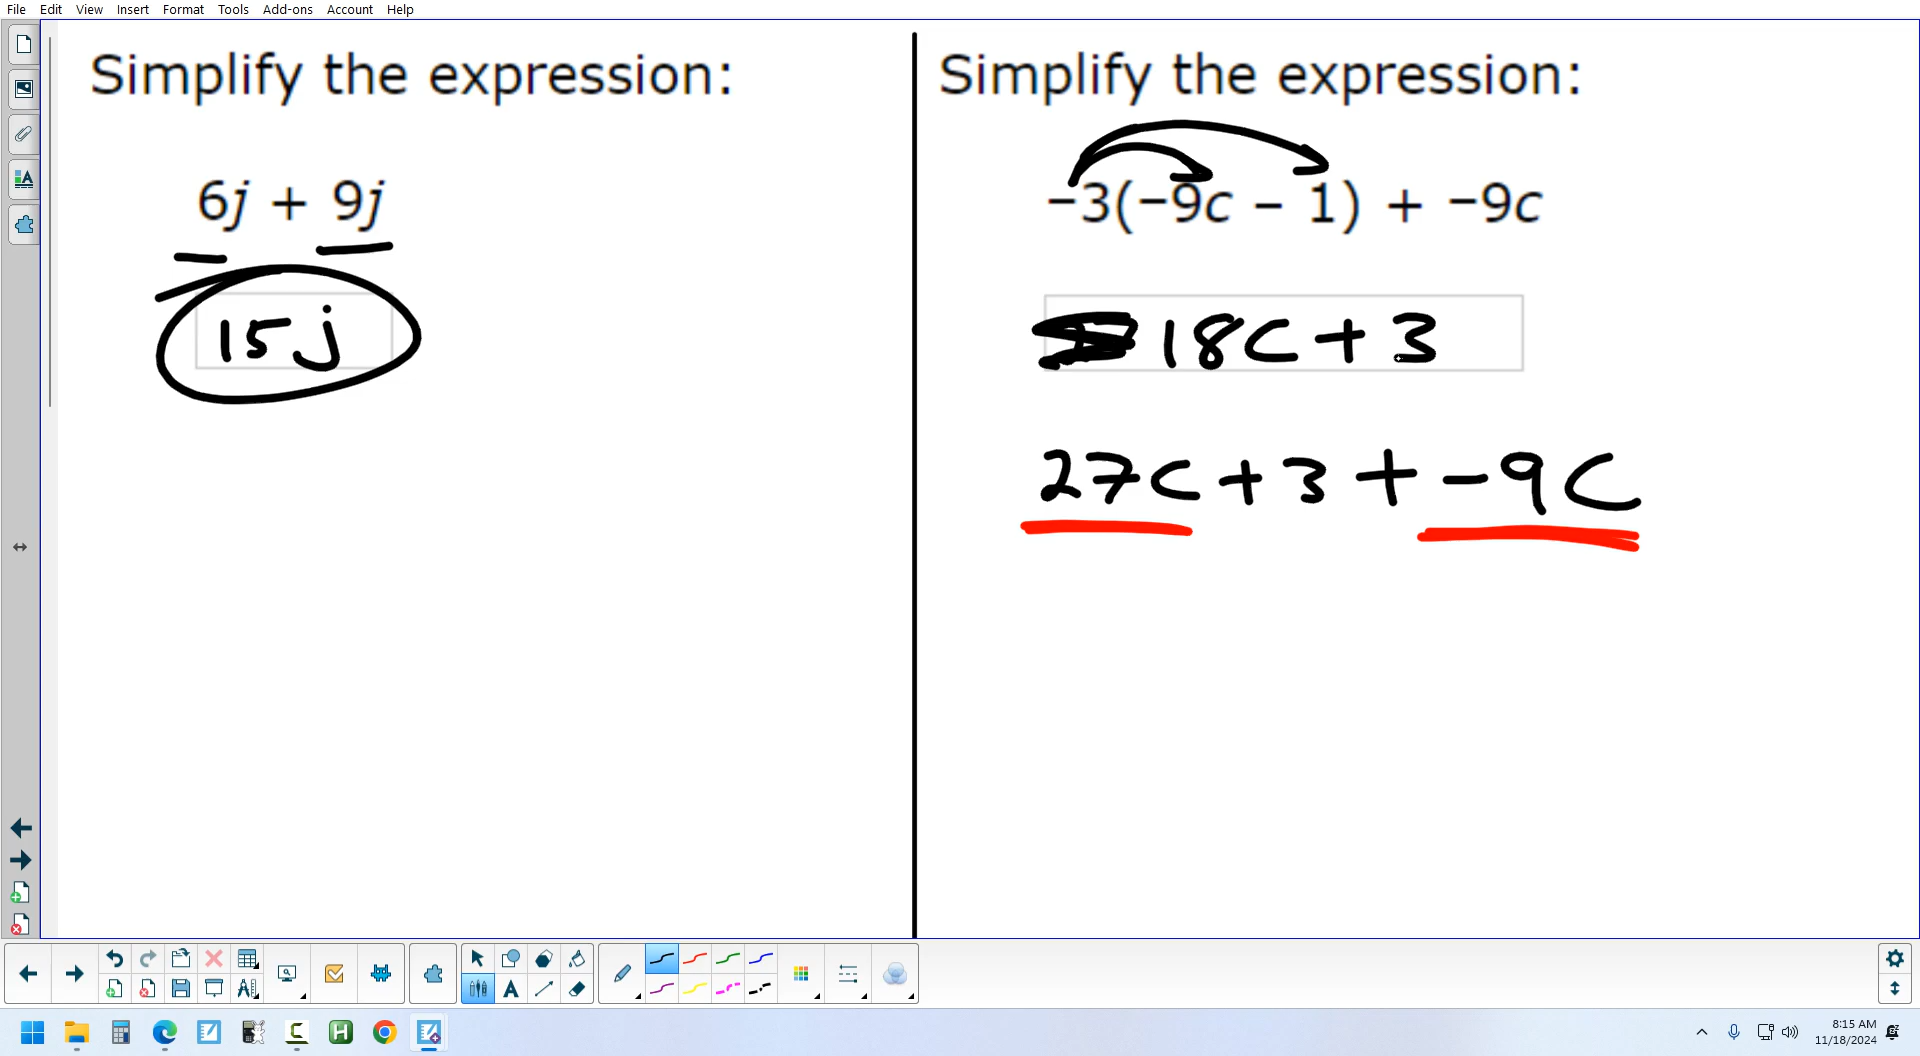 File Edit View Insert Format Tools Add-ons Account Help
Simplify the expression:
6j + 9j
15j
Simplify the expression:
−3(−9c − 1) + −9c
18c + 3
27c + 3 + −9c
8:15 AM
11/18/2024